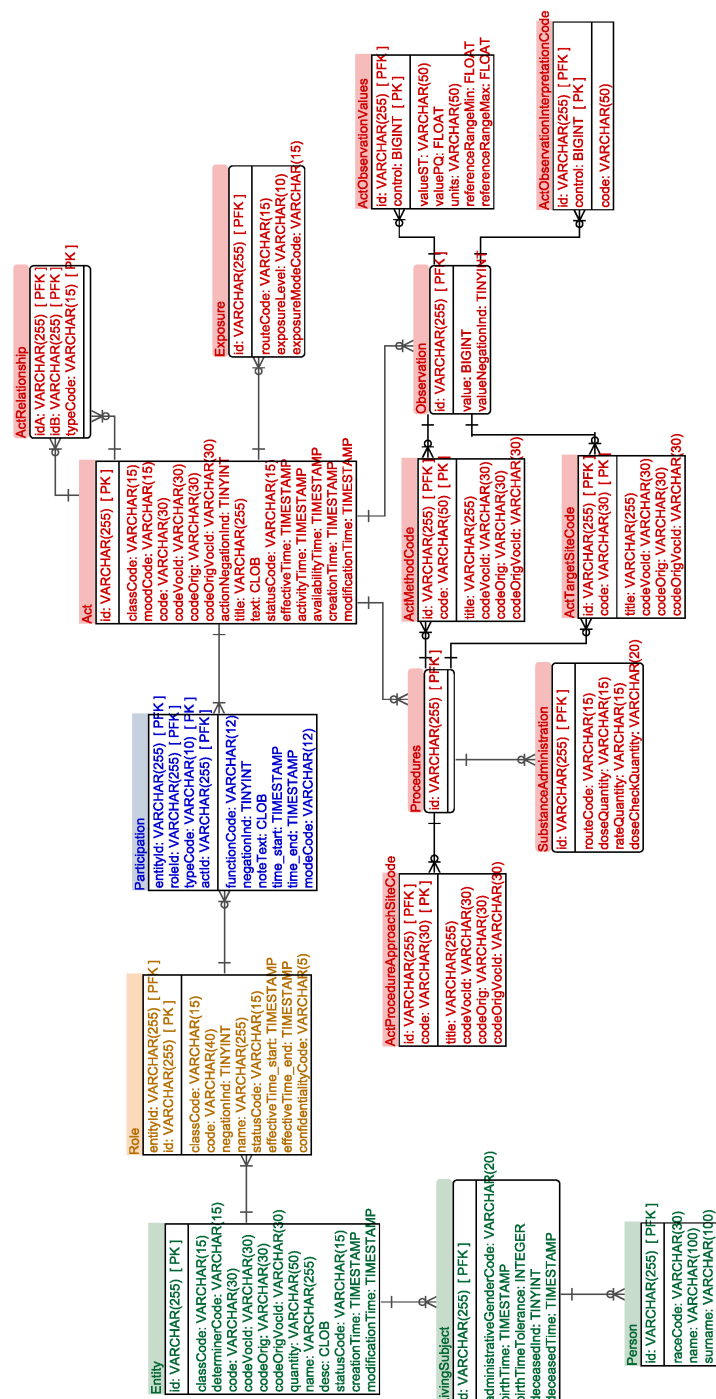 ActRelationship
idA: VARCHAR(255) [ PFK ]
idB: VARCHAR(255) [ PFK ]
typeCode: VARCHAR(15) [ PK ]
Exposure
id: VARCHAR(255) [ PFK ]
routeCode: VARCHAR(15)
exposureLevel: VARCHAR(10)
exposureModeCode: VARCHAR(15)
ActObservationValues
id: VARCHAR(255) [ PFK ]
control: BIGINT [ PK ]
valueST: VARCHAR(50)
valuePQ: FLOAT
units: VARCHAR(50)
referenceRangeMin: FLOAT
referenceRangeMax: FLOAT
ActObservationInterpretationCode
id: VARCHAR(255) [ PFK ]
control: BIGINT [ PK ]
code: VARCHAR(50)
Act
id: VARCHAR(255) [ PK ]
classCode: VARCHAR(15)
moodCode: VARCHAR(15)
code: VARCHAR(30)
codeVocId: VARCHAR(30)
codeOrig: VARCHAR(30)
codeOrigVocId: VARCHAR(30)
actionNegationInd: TINYINT
title: VARCHAR(255)
text: CLOB
statusCode: VARCHAR(15)
effectiveTime: TIMESTAMP
activityTime: TIMESTAMP
availabilityTime: TIMESTAMP
creationTime: TIMESTAMP
modificationTime: TIMESTAMP
Observation
id: VARCHAR(255) [ PFK ]
value: BIGINT
valueNegationInd: TINYINT
ActMethodCode
id: VARCHAR(255) [ PFK ]
code: VARCHAR(50) [ PK ]
title: VARCHAR(255)
codeVocId: VARCHAR(30)
codeOrig: VARCHAR(30)
codeOrigVocId: VARCHAR(30)
ActTargetSiteCode
id: VARCHAR(255) [ PFK ]
code: VARCHAR(30) [ PK ]
title: VARCHAR(255)
codeVocId: VARCHAR(30)
codeOrig: VARCHAR(30)
codeOrigVocId: VARCHAR(30)
Participation
entityId: VARCHAR(255) [ PFK ]
roleId: VARCHAR(255) [ PFK ]
typeCode: VARCHAR(10) [ PK ]
actId: VARCHAR(255) [ PFK ]
functionCode: VARCHAR(12)
negationInd: TINYINT
noteText: CLOB
time_start: TIMESTAMP
time_end: TIMESTAMP
modeCode: VARCHAR(12)
Procedures
id: VARCHAR(255) [ PFK ]
SubstanceAdministration
id: VARCHAR(255) [ PFK ]
routeCode: VARCHAR(15)
doseQuantity: VARCHAR(15)
rateQuantity: VARCHAR(15)
doseCheckQuantity: VARCHAR(20)
ActProcedureApproachSiteCode
id: VARCHAR(255) [ PFK ]
code: VARCHAR(30) [ PK ]
title: VARCHAR(255)
codeVocId: VARCHAR(30)
codeOrig: VARCHAR(30)
codeOrigVocId: VARCHAR(30)
Role
entityId: VARCHAR(255) [ PFK ]
id: VARCHAR(255) [ PK ]
classCode: VARCHAR(15)
code: VARCHAR(40)
negationInd: TINYINT
name: VARCHAR(255)
statusCode: VARCHAR(15)
effectiveTime_start: TIMESTAMP
effectiveTime_end: TIMESTAMP
confidentialityCode: VARCHAR(5)
Entity
id: VARCHAR(255) [ PK ]
classCode: VARCHAR(15)
determinerCode: VARCHAR(15)
code: VARCHAR(30)
codeVocId: VARCHAR(30)
codeOrig: VARCHAR(30)
codeOrigVocId: VARCHAR(30)
quantity: VARCHAR(50)
name: VARCHAR(255)
desc: CLOB
statusCode: VARCHAR(15)
creationTime: TIMESTAMP
modificationTime: TIMESTAMP
ivingSubject
id: VARCHAR(255) [ PFK ]
administrativeGenderCode: VARCHAR(20)
birthTime: TIMESTAMP
birthTimeTolerance: INTEGER
deceasedInd: TINYINT
deceasedTime: TIMESTAMP
Person
id: VARCHAR(255) [ PFK ]
raceCode: VARCHAR(30)
name: VARCHAR(100)
surname: VARCHAR(100)